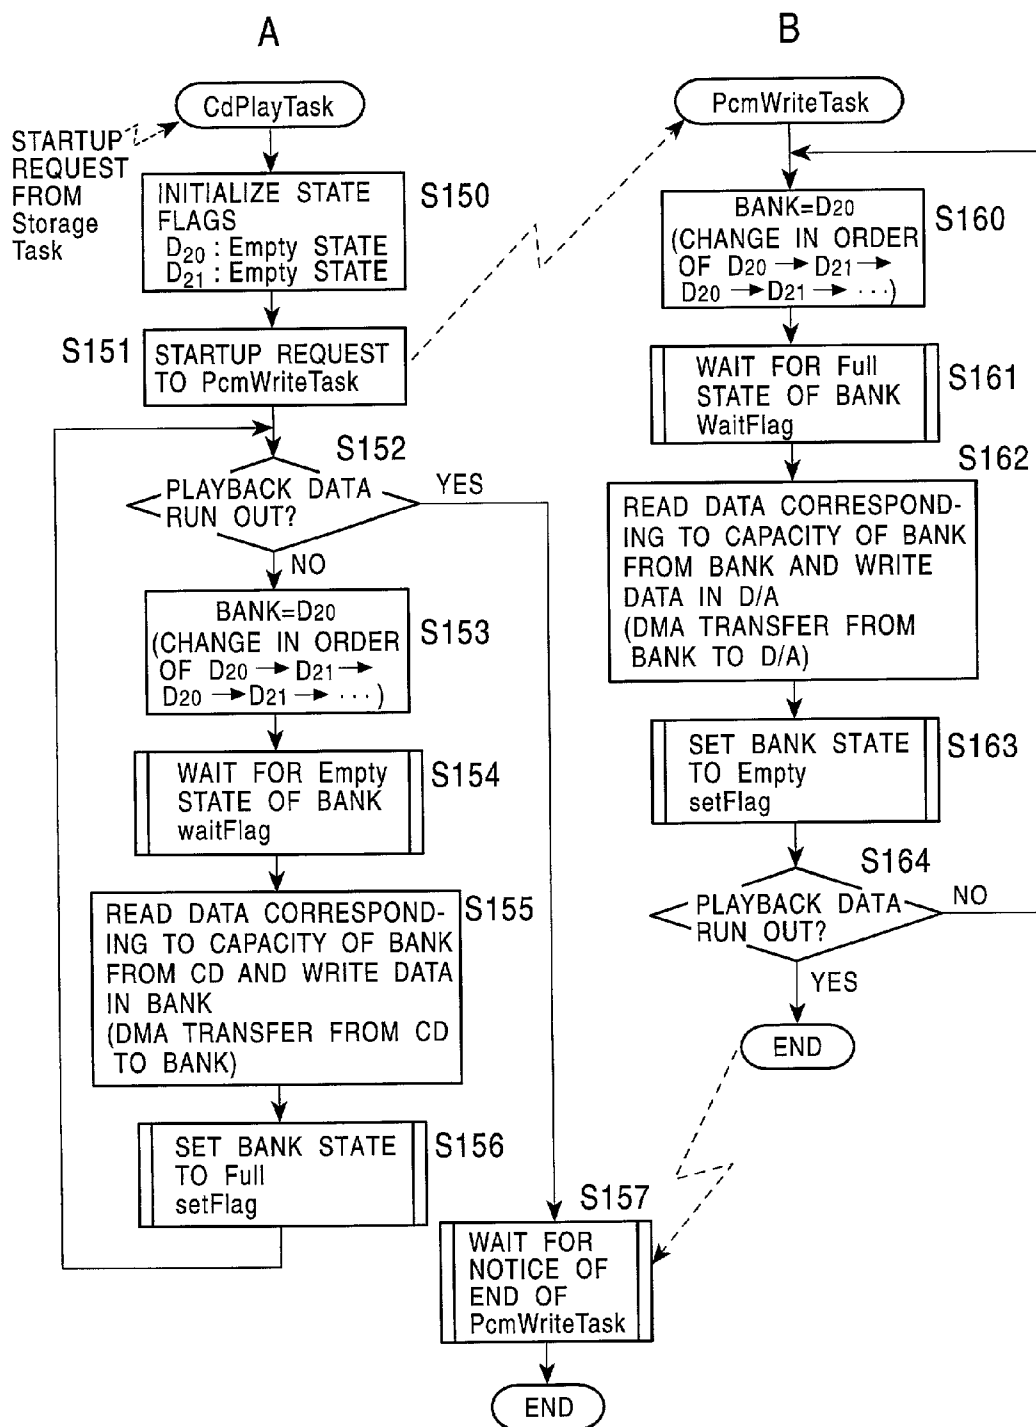 A
CdPlayTask
STARTUP
REQUEST
FROM
Storage
Task
INITIALIZE STATE
FLAGS
D20 : Empty STATE
D21 : Empty STATE
S150
S151
STARTUP REQUEST
TO PcmWriteTask
S152
PLAYBACK DATA
RUN OUT?
YES
NO
BANK=D20
(CHANGE IN ORDER
OF D20 → D21 →
D20 → D21 → ···)
S153
WAIT FOR Empty
STATE OF BANK
waitFlag
S154
READ DATA CORRESPOND-
ING TO CAPACITY OF BANK
FROM CD AND WRITE DATA
IN BANK
(DMA TRANSFER FROM CD
TO BANK)
S155
SET BANK STATE
TO Full
setFlag
S156
S157
WAIT FOR
NOTICE OF
END OF
PcmWriteTask
END
B
PcmWriteTask
BANK=D20
(CHANGE IN ORDER
OF D20 → D21 →
D20 → D21 → ···)
S160
WAIT FOR Full
STATE OF BANK
WaitFlag
S161
S162
READ DATA CORRESPOND-
ING TO CAPACITY OF BANK
FROM BANK AND WRITE
DATA IN D/A
(DMA TRANSFER FROM
BANK TO D/A)
SET BANK STATE
TO Empty
setFlag
S163
S164
PLAYBACK DATA
RUN OUT?
NO
YES
END